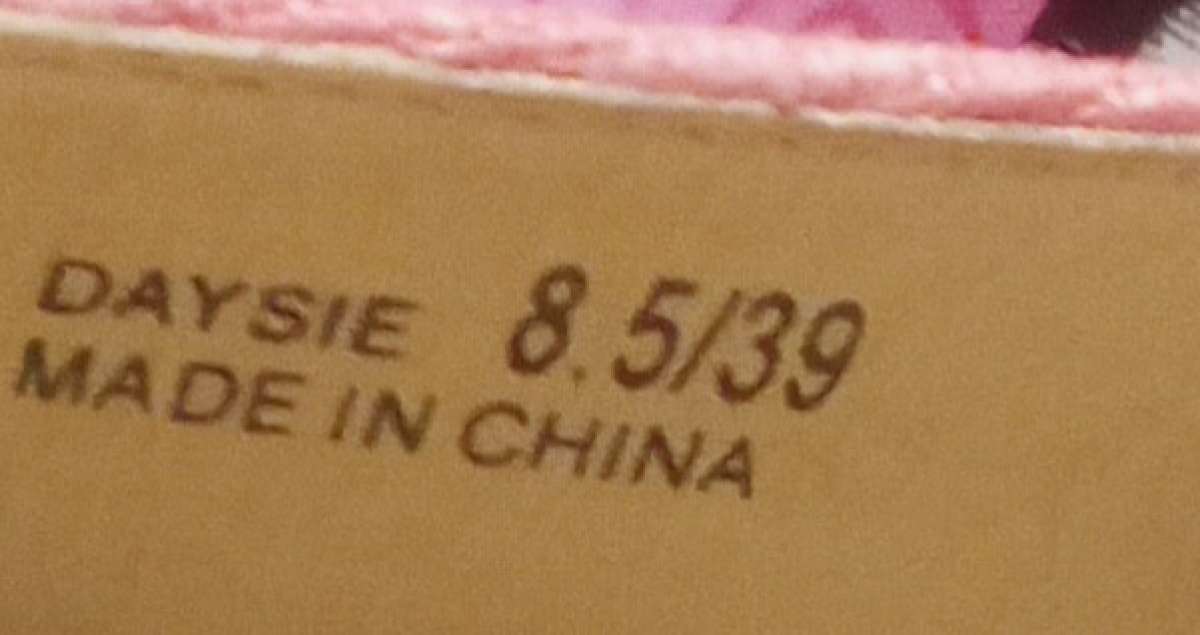 DAYSIE 8.5/39
MADE IN CHINA